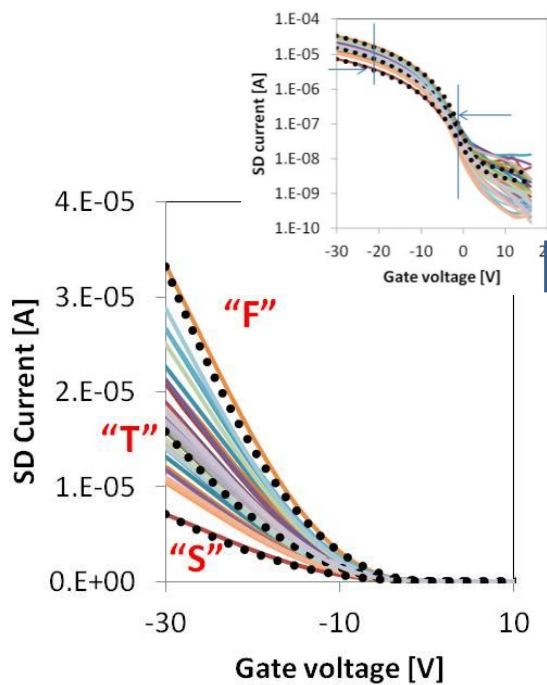 1.E-04
1.E-05
1.E-06
1.E-07
1.E-08
1.E-09
1.E-10
SD current [A]
-30 -20 -10 0 10 20
Gate voltage [V]
4.E-05
3.E-05
2.E-05
1.E-05
0.E+00
SD Current [A]
“F”
“T”
“S”
-30 -10 10
Gate voltage [V]